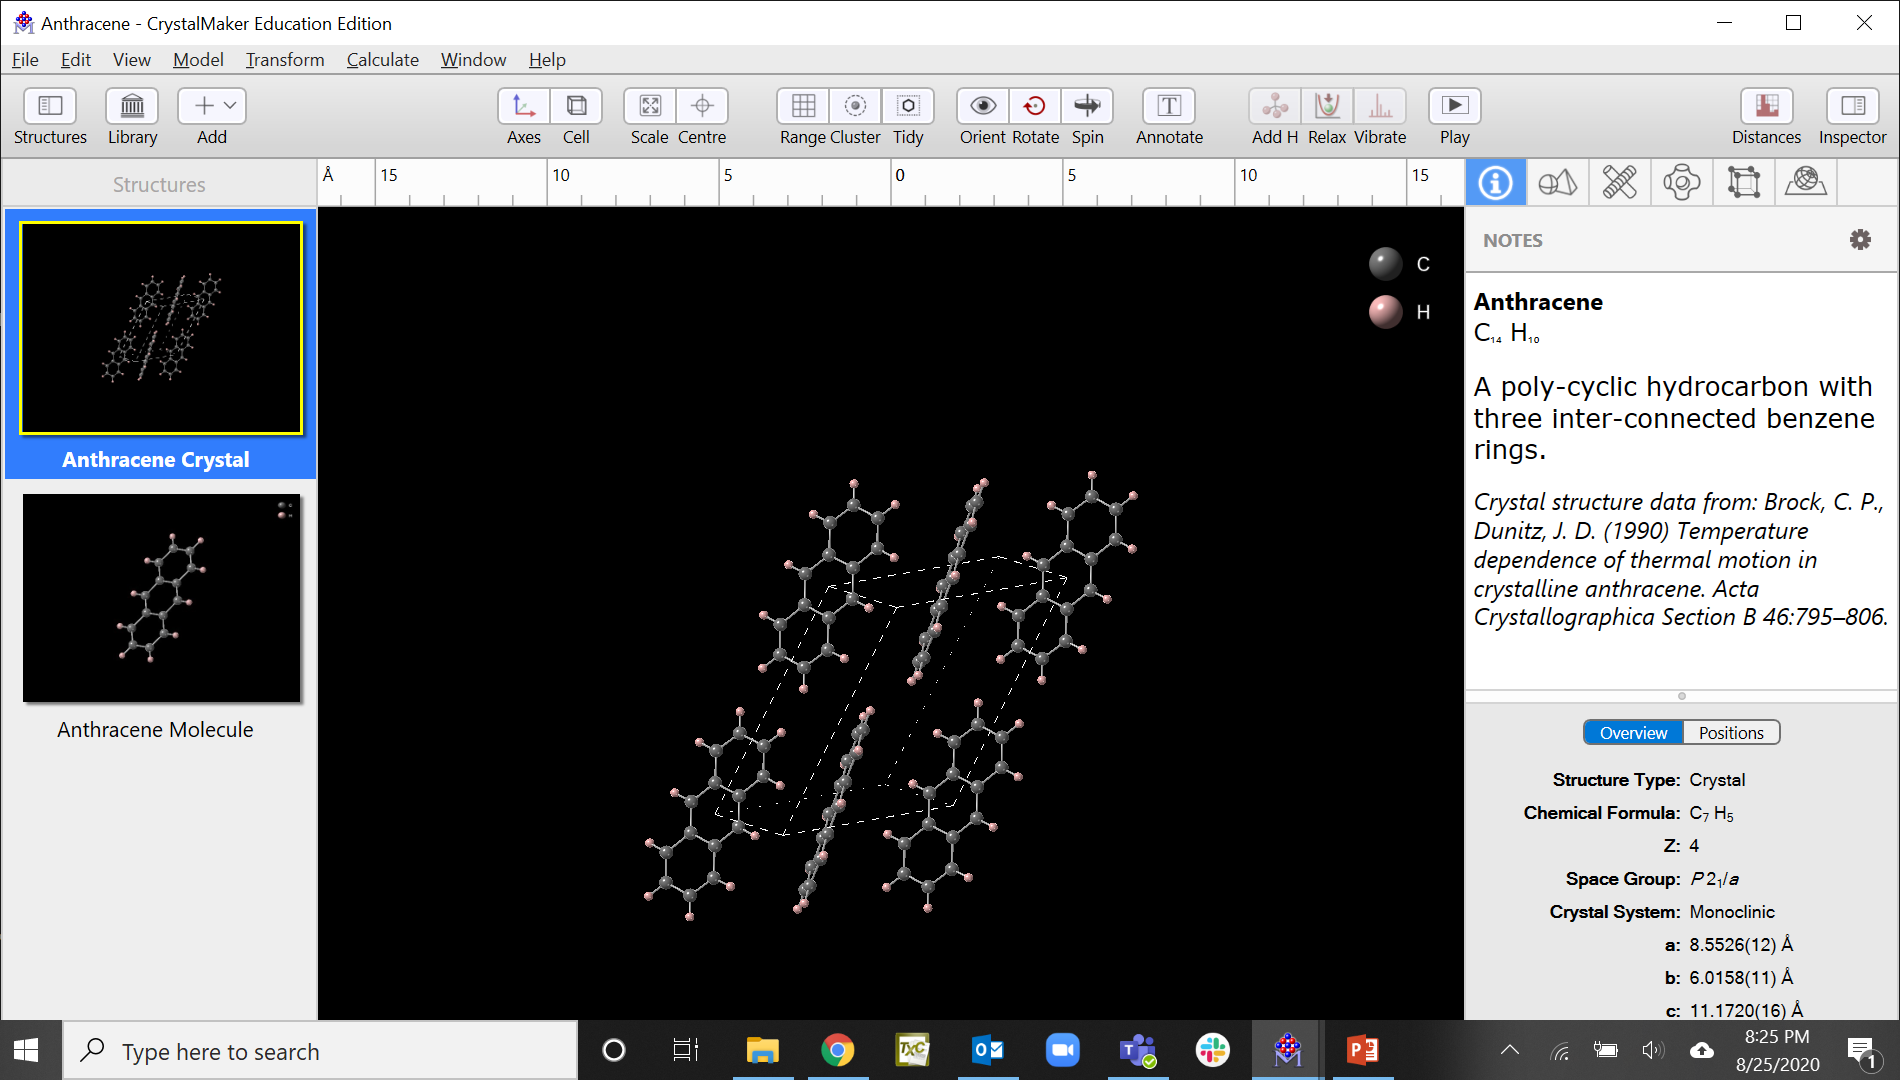 Anthracene - CrystalMaker Education Edition
File Edit View Model Transform Calculate Window Help
Structures Library Add Axes Cell Scale Centre Range Cluster Tidy Orient Rotate Spin Annotate Add H Relax Vibrate Play Distances Inspector
Structures
Å 15 10 5 0 5 10 15
Anthracene Crystal
Anthracene Molecule
C
H
NOTES
Anthracene
C₁₄ H₁₀
A poly-cyclic hydrocarbon with
three inter-connected benzene
rings.
Crystal structure data from: Brock, C. P.,
Dunitz, J. D. (1990) Temperature
dependence of thermal motion in
crystalline anthracene. Acta
Crystallographica Section B 46:795–806.
Overview Positions
Structure Type: Crystal
Chemical Formula: C₇ H₅
Z: 4
Space Group: P 2₁/a
Crystal System: Monoclinic
a: 8.5526(12) Å
b: 6.0158(11) Å
c: 11.1720(16) Å
Type here to search
TXC
8:25 PM
8/25/2020
1